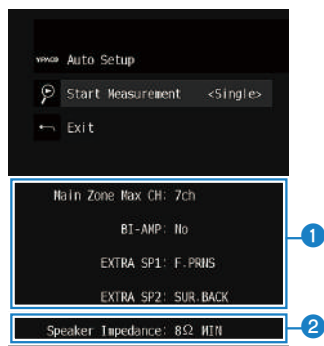 YPAO Auto Setup
Start Measurement <Single>
Exit
Main Zone Max CH: 7ch
BI-AMP: No
EXTRA SP1: F.PRNS
EXTRA SP2: SUR.BACK
1
Speaker Impedance: 8Ω MIN
2